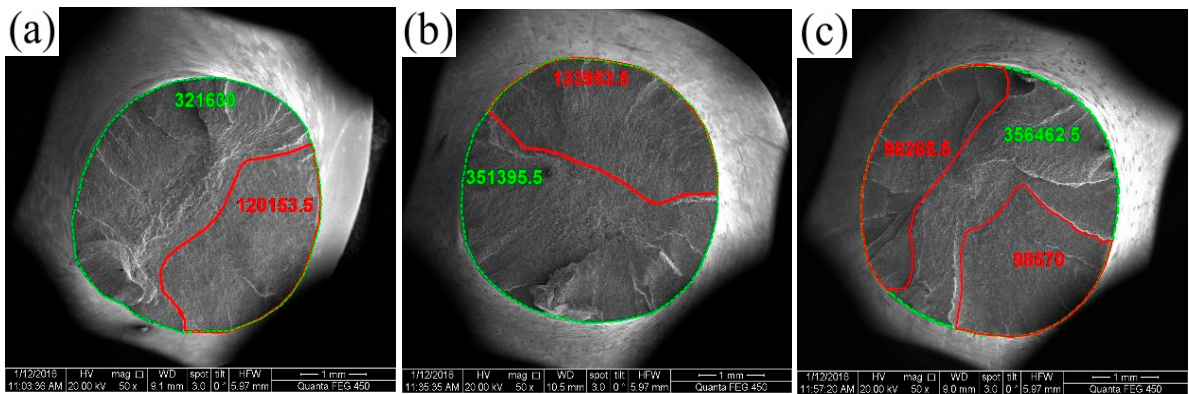 (a)
321630
120153.5
1/12/2016 HV mag □ WD spot tilt HFW 1 mm
11:03:36 AM 20.00 kV 50 x 9.1 mm 3.0 0 ° 5.97 mm Quanta FEG 450
(b)
133953.5
351395.5
1/12/2016 HV mag □ WD spot tilt HFW 1 mm
11:35:35 AM 20.00 kV 50 x 10.5 mm 3.0 0 ° 5.97 mm Quanta FEG 450
(c)
98285.5
356462.5
98570
1/12/2016 HV mag □ WD spot tilt HFW 1 mm
11:57:20 AM 20.00 kV 50 x 9.0 mm 3.0 0 ° 5.97 mm Quanta FEG 450